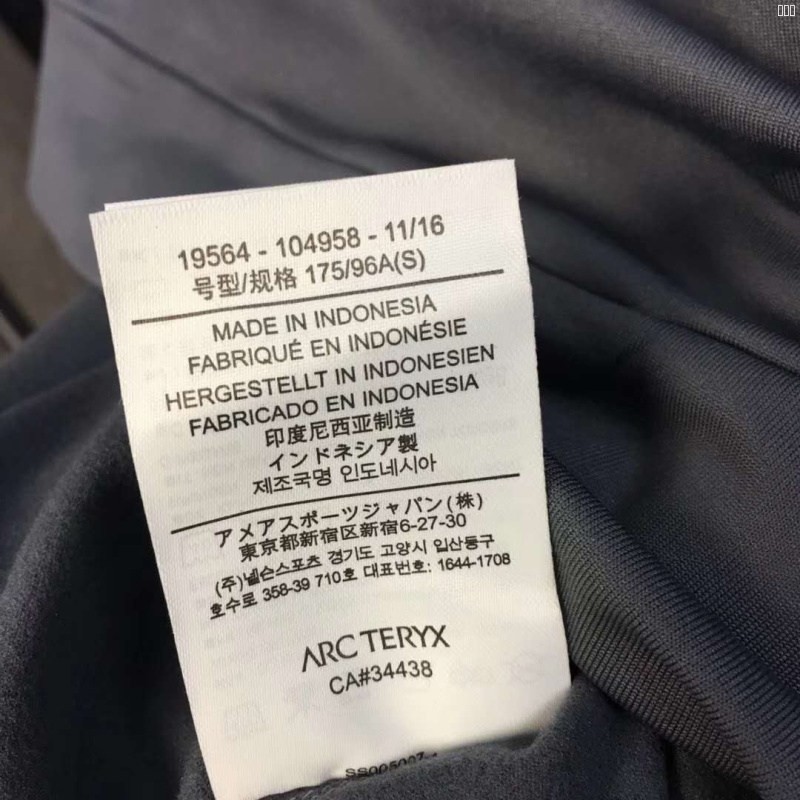 19564 - 104958 - 11/16
号型/规格 175/96A(S)
MADE IN INDONESIA
FABRIQUÉ EN INDONÉSIE
HERGESTELLT IN INDONESIEN
FABRICADO EN INDONESIA
印度尼西亚制造
インドネシア製
제조국명 인도네시아
アメアスポーツジャパン(株)
東京都新宿区新宿6-27-30
(주)넬슨스포츠 경기도 고양시 일산동구
호수로 358-39 710호 대표번호: 1644-1708
ARC TERYX
CA#34438